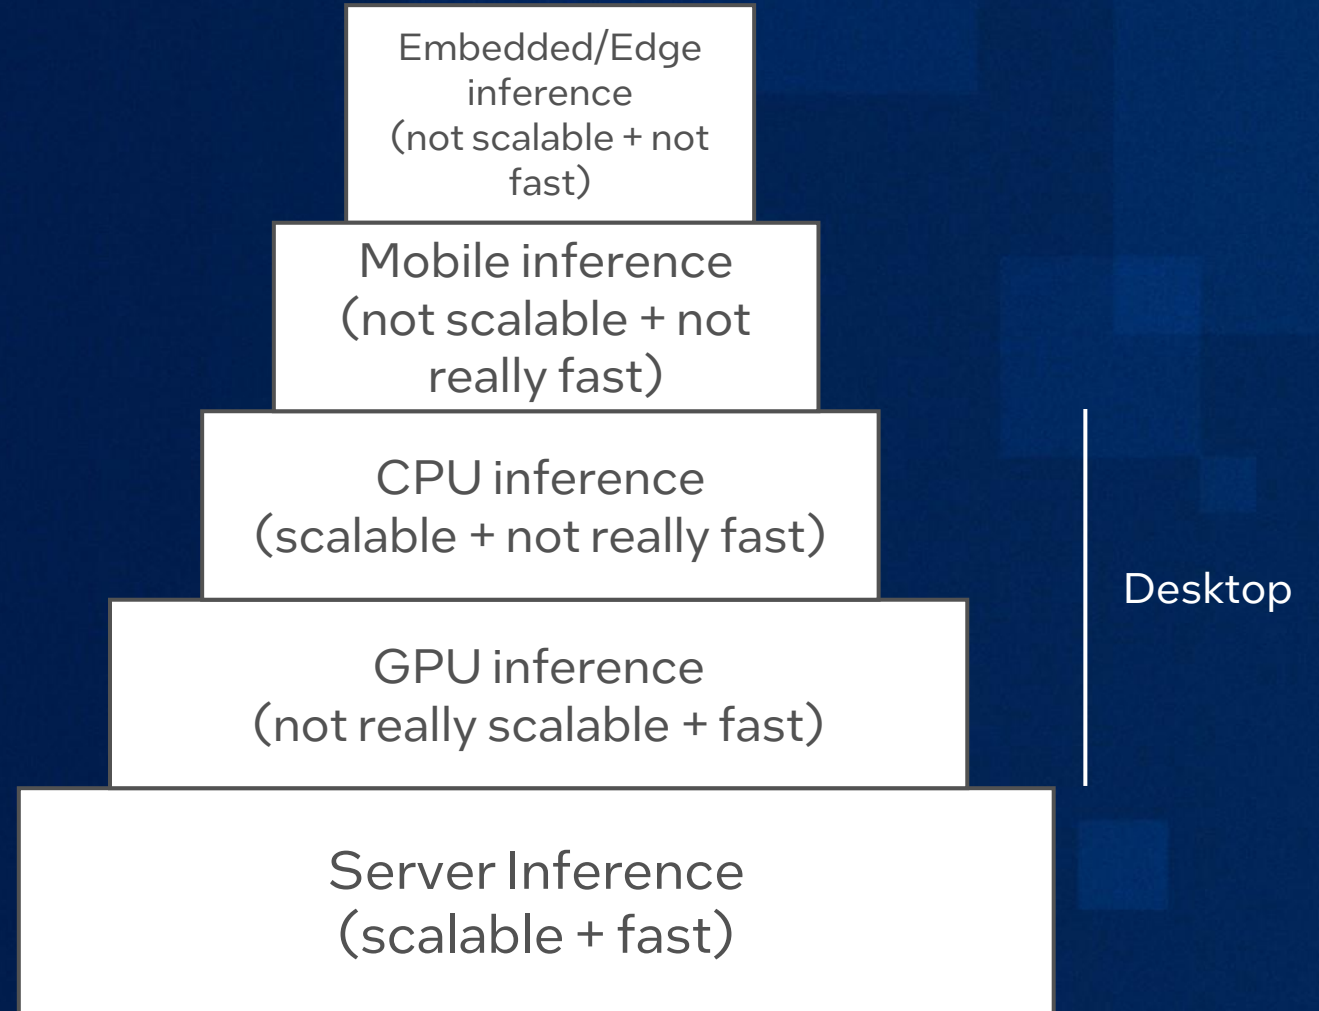 Embedded/Edge
inference
(not scalable + not
fast)
Mobile inference
(not scalable + not
really fast)
CPU inference
(scalable + not really fast)
GPU inference
(not really scalable + fast)
Desktop
Server Inference
(scalable + fast)